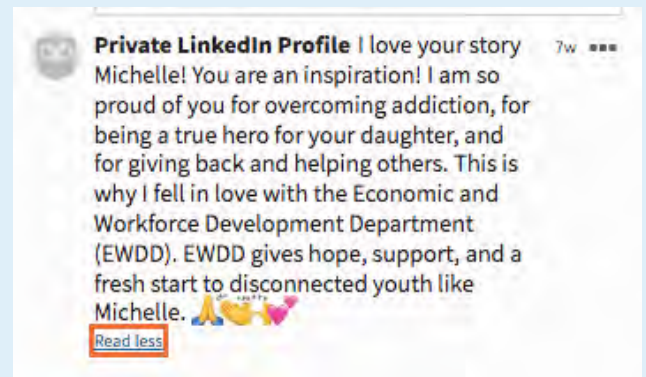 Private LinkedIn Profile I love your story 7w
Michelle! You are an inspiration! I am so
proud of you for overcoming addiction, for
being a true hero for your daughter, and
for giving back and helping others. This is
why I fell in love with the Economic and
Workforce Development Department
(EWDD). EWDD gives hope, support, and a
fresh start to disconnected youth like
Michelle. 🙏👏💕
Read less